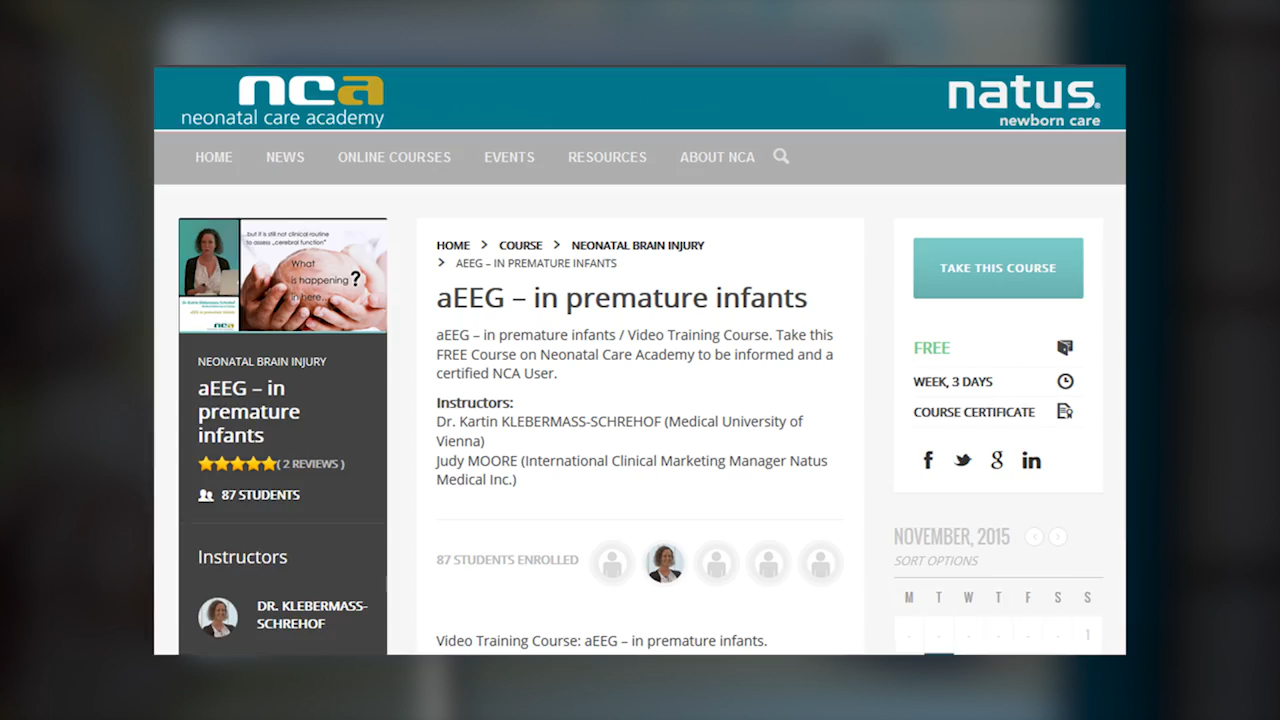 nca
neonatal care academy
natus®
newborn care
HOME NEWS ONLINE COURSES EVENTS RESOURCES ABOUT NCA
...but it is still not clinical routine
to assess „cerebral function"
What
is happening ?
in here...
aEEG in premature infants
nca
NEONATAL BRAIN INJURY
aEEG – in
premature
infants
( 2 REVIEWS )
87 STUDENTS
Instructors
DR. KLEBERMASS-
SCHREHOF
HOME > COURSE > NEONATAL BRAIN INJURY
> AEEG – IN PREMATURE INFANTS
aEEG – in premature infants
aEEG – in premature infants / Video Training Course. Take this
FREE Course on Neonatal Care Academy to be informed and a
certified NCA User.
Instructors:
Dr. Kartin KLEBERMASS-SCHREHOF (Medical University of
Vienna)
Judy MOORE (International Clinical Marketing Manager Natus
Medical Inc.)
87 STUDENTS ENROLLED
Video Training Course: aEEG – in premature infants.
TAKE THIS COURSE
FREE
WEEK, 3 DAYS
COURSE CERTIFICATE
NOVEMBER, 2015
SORT OPTIONS
M T W T F S S
- - - - - - 1